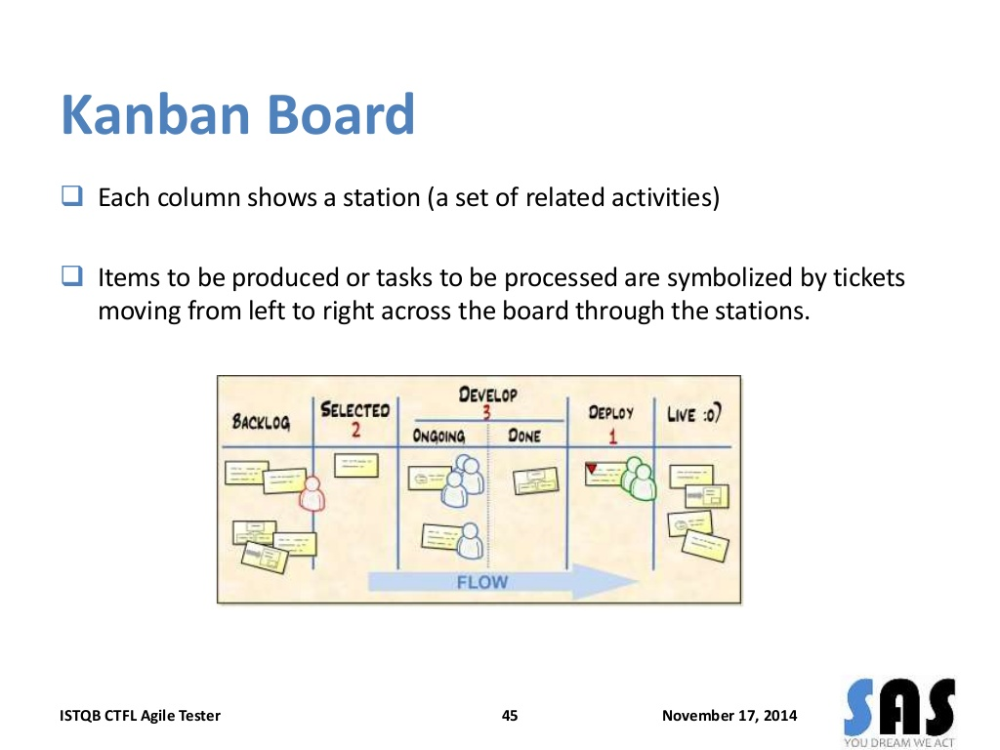 Kanban Board
Each column shows a station (a set of related activities)
Items to be produced or tasks to be processed are symbolized by tickets
moving from left to right across the board through the stations.
BACKLOG
SELECTED
2
DEVELOP
3
ONGOING
DONE
DEPLOY
1
LIVE :o)
FLOW
ISTQB CTFL Agile Tester
45
November 17, 2014
SAS
YOU DREAM WE ACT